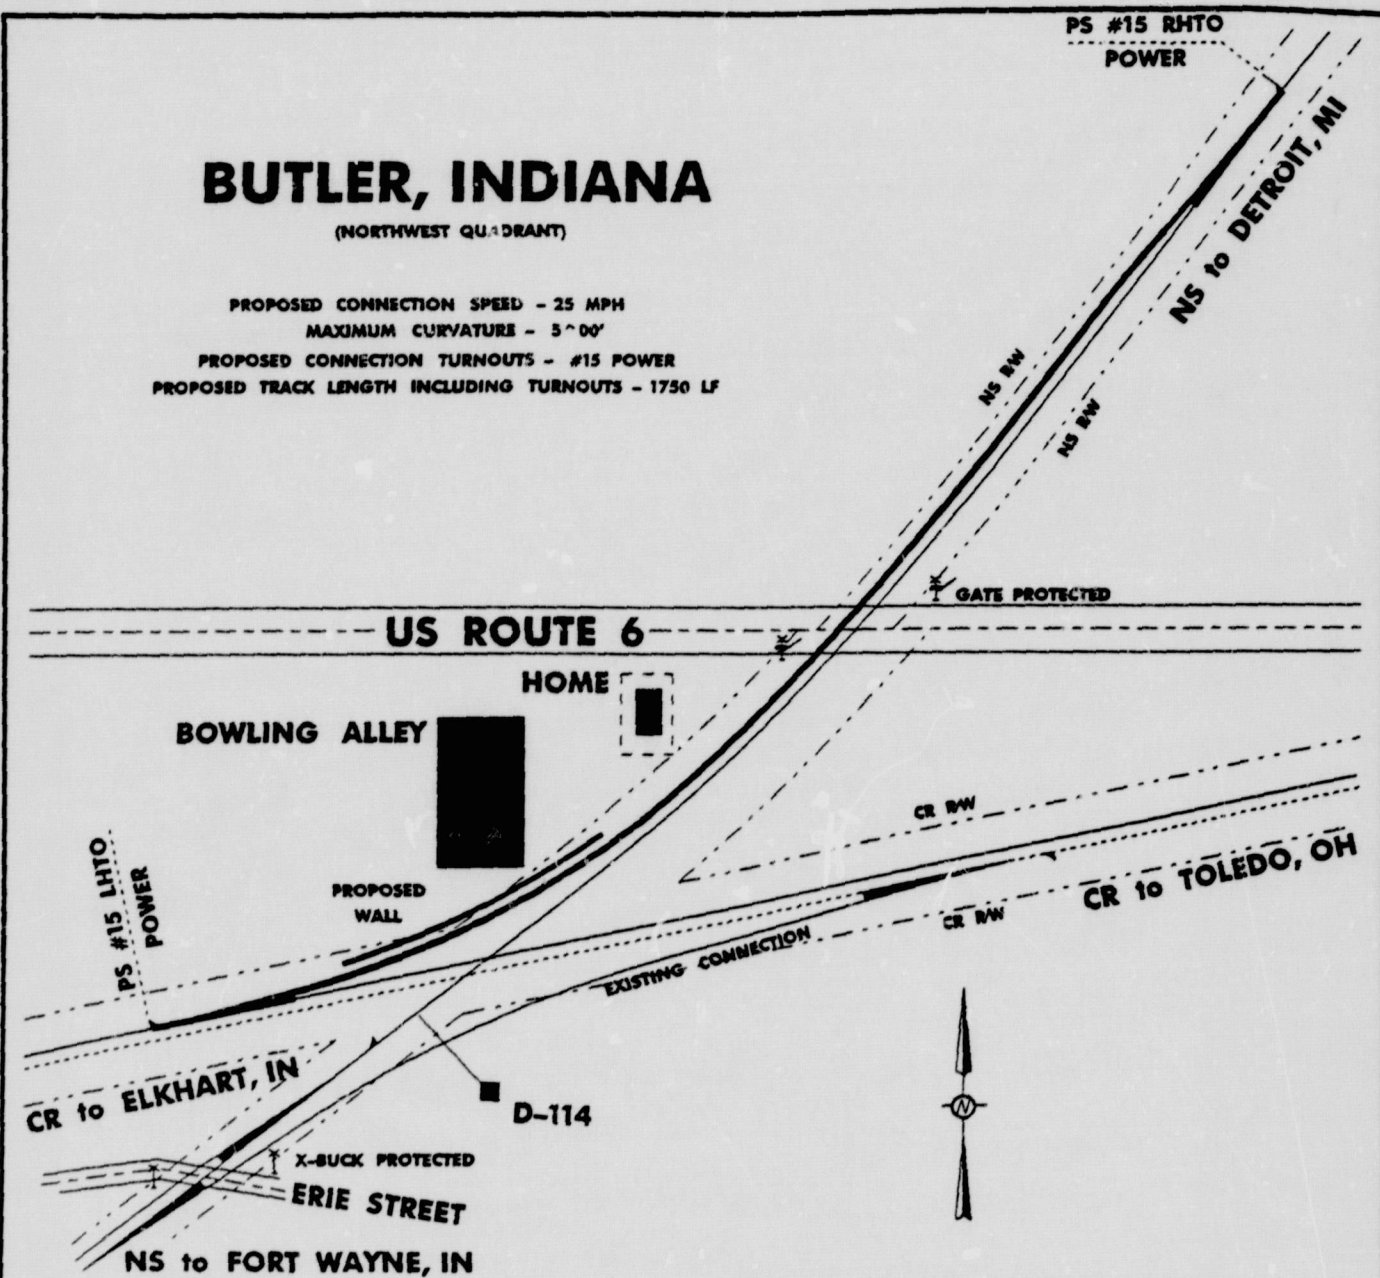 PS #15 RHTO
POWER
BUTLER, INDIANA
(NORTHWEST QUADRANT)
PROPOSED CONNECTION SPEED - 25 MPH
MAXIMUM CURVATURE - 5^00'
PROPOSED CONNECTION TURNOUTS - #15 POWER
PROPOSED TRACK LENGTH INCLUDING TURNOUTS - 1750 LF
NS to DETROIT, MI
NS R/W
NS R/W
GATE PROTECTED
US ROUTE 6
HOME
BOWLING ALLEY
CR R/W
PROPOSED
WALL
PS #15 LHTO
POWER
CR to TOLEDO, OH
CR R/W
EXISTING CONNECTION
CR to ELKHART, IN
D-114
N
X-BUCK PROTECTED
ERIE STREET
NS to FORT WAYNE, IN